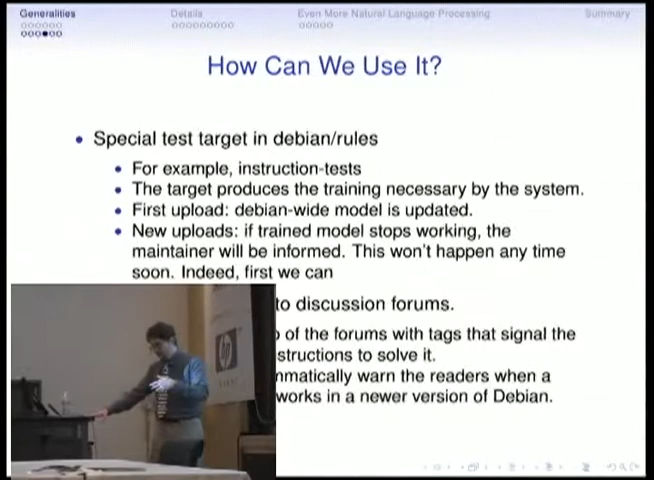 Generalities
Details
Even More Natural Language Processing
Summary
How Can We Use It?
Special test target in debian/rules
For example, instruction-tests
The target produces the training necessary by the system.
First upload: debian-wide model is updated.
New uploads: if trained model stops working, the
maintainer will be informed. This won't happen any time
soon. Indeed, first we can
to discussion forums.
of the forums with tags that signal the
structions to solve it.
matically warn the readers when a
works in a newer version of Debian.
hp